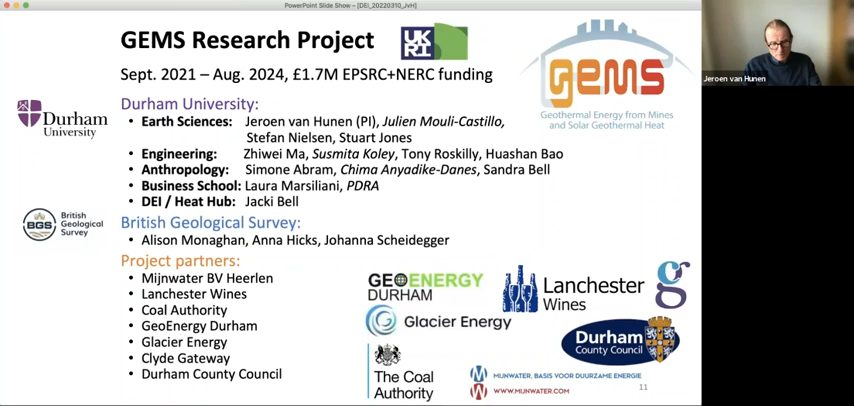 PowerPoint Slide Show – [DEI_20220310_JvH]
GEMS Research Project
UK
RI
Sept. 2021 – Aug. 2024, £1.7M EPSRC+NERC funding
gems
Geothermal Energy from Mines
and Solar Geothermal Heat
Jeroen van Hunen
Durham
University
Durham University:
• Earth Sciences: Jeroen van Hunen (PI), Julien Mouli-Castillo,
Stefan Nielsen, Stuart Jones
• Engineering: Zhiwei Ma, Susmita Koley, Tony Roskilly, Huashan Bao
• Anthropology: Simone Abram, Chima Anyadike-Danes, Sandra Bell
• Business School: Laura Marsiliani, PDRA
• DEI / Heat Hub: Jacki Bell
BGS
British
Geological
Survey
British Geological Survey:
• Alison Monaghan, Anna Hicks, Johanna Scheidegger
Project partners:
• Mijnwater BV Heerlen
• Lanchester Wines
• Coal Authority
• GeoEnergy Durham
• Glacier Energy
• Clyde Gateway
• Durham County Council
GEOENERGY
DURHAM
Lanchester
Wines
g
Glacier Energy
Durham
County Council
The Coal
Authority
MIJNWATER. BASIS VOOR DUURZAME ENERGIE
WWW.MIJNWATER.COM
11